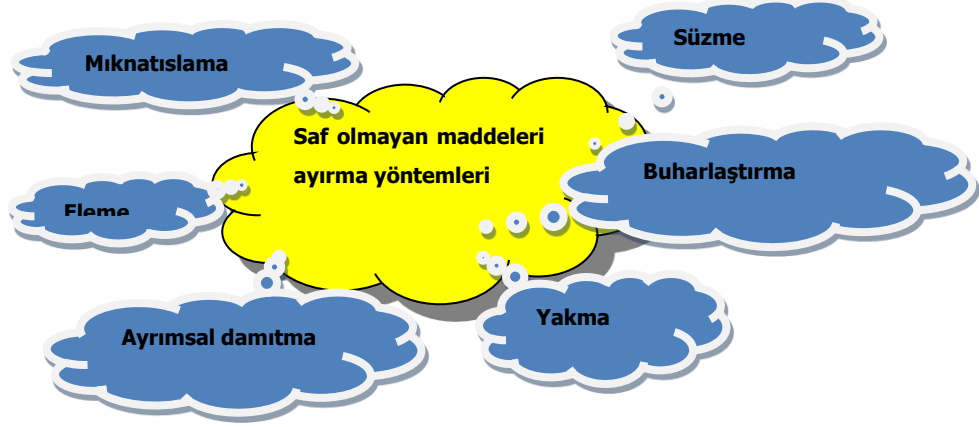 Mıknatıslama
Süzme
Saf olmayan maddeleri
ayırma yöntemleri
Buharlaştırma
Eleme
Yakma
Ayrımsal damıtma